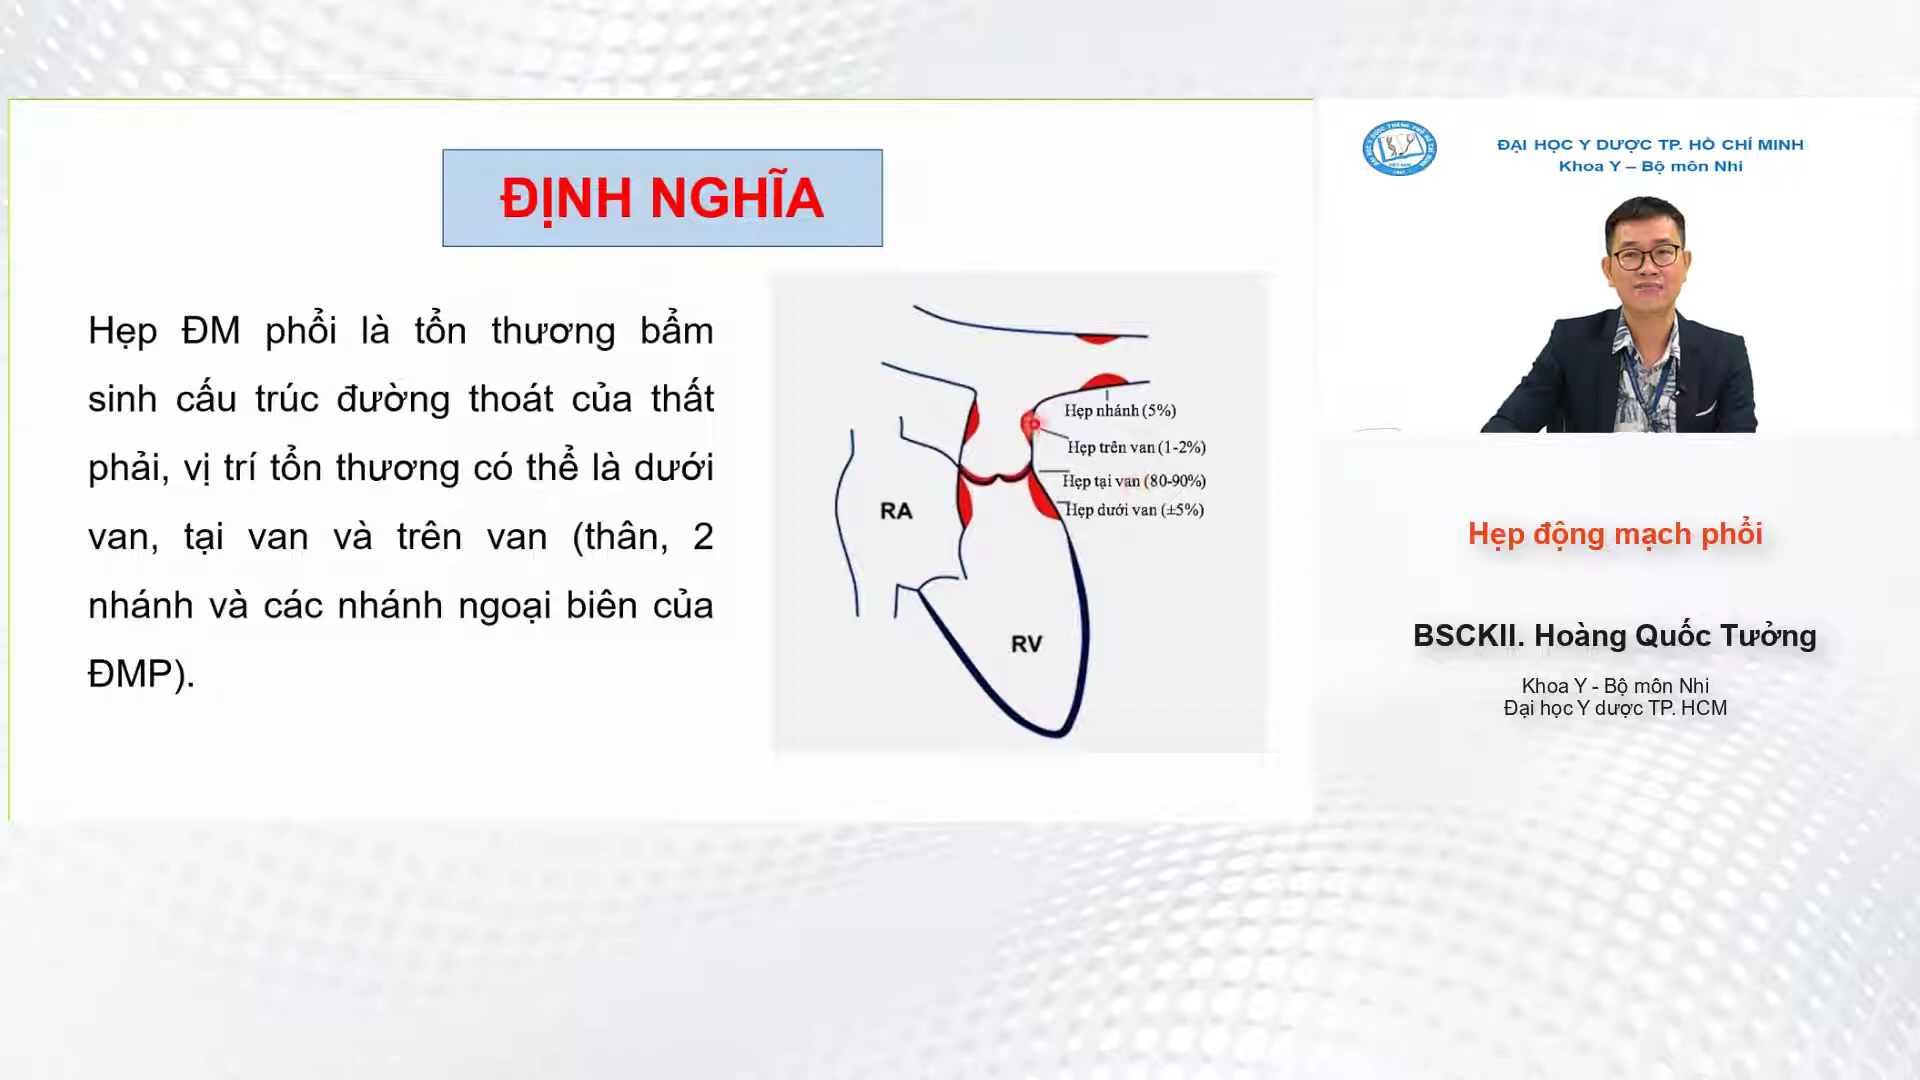 ĐỊNH NGHĨA
Hẹp ĐM phổi là tổn thương bẩm
sinh cấu trúc đường thoát của thất
phải, vị trí tổn thương có thể là dưới
van, tại van và trên van (thân, 2
nhánh và các nhánh ngoại biên của
ĐMP).
Hẹp nhánh (5%)
Hẹp trên van (1-2%)
Hẹp tại van (80-90%)
Hẹp dưới van (±5%)
RA
RV
ĐẠI HỌC Y DƯỢC TP. HỒ CHÍ MINH
Khoa Y – Bộ môn Nhi
Hẹp động mạch phổi
BSCKII. Hoàng Quốc Tưởng
Khoa Y - Bộ môn Nhi
Đại học Y dược TP. HCM